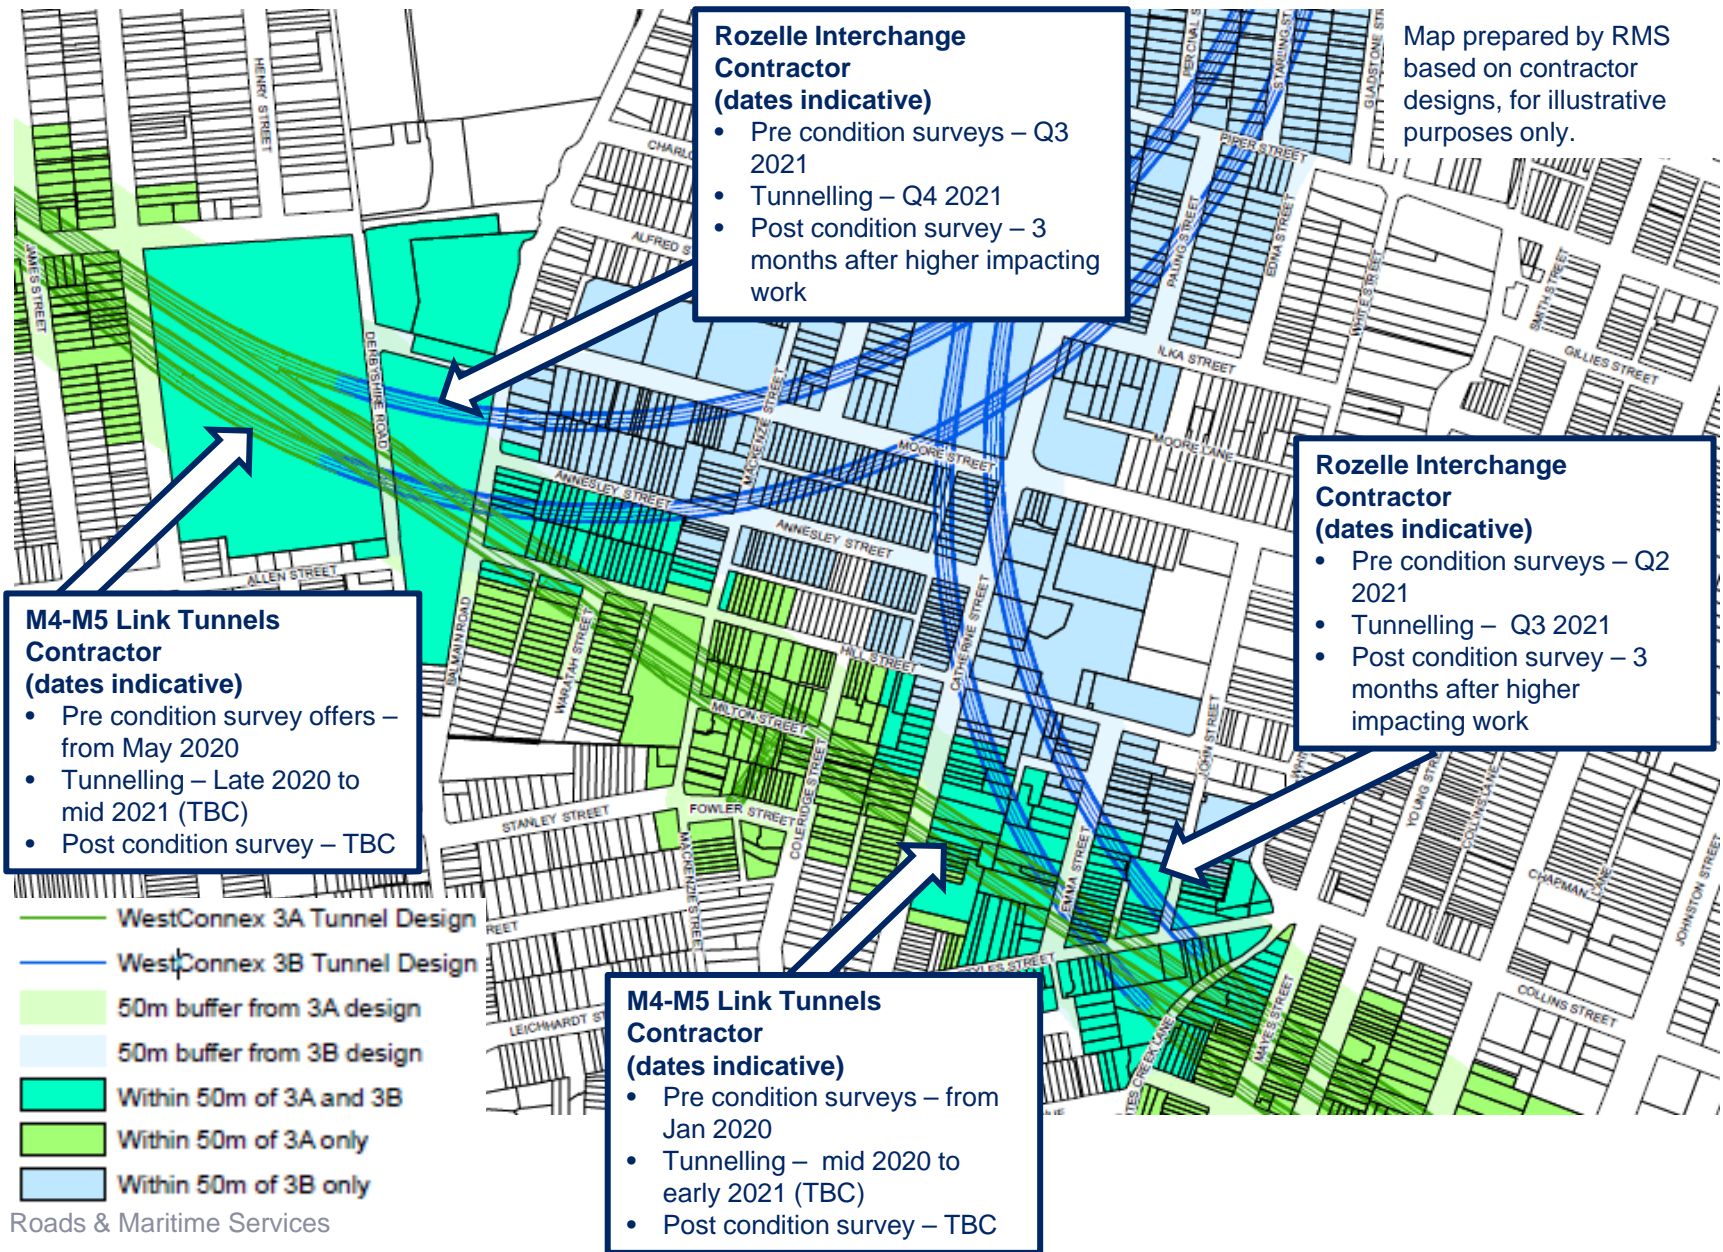 Rozelle Interchange
Contractor
(dates indicative)
• Pre condition surveys – Q3
2021
• Tunnelling – Q4 2021
• Post condition survey – 3
months after higher impacting
work
Map prepared by RMS
based on contractor
designs, for illustrative
purposes only.
Rozelle Interchange
Contractor
(dates indicative)
• Pre condition surveys – Q2
2021
• Tunnelling – Q3 2021
• Post condition survey – 3
months after higher
impacting work
M4-M5 Link Tunnels
Contractor
(dates indicative)
• Pre condition survey offers –
from May 2020
• Tunnelling – Late 2020 to
mid 2021 (TBC)
• Post condition survey – TBC
M4-M5 Link Tunnels
Contractor
(dates indicative)
• Pre condition surveys – from
Jan 2020
• Tunnelling – mid 2020 to
early 2021 (TBC)
• Post condition survey – TBC
WestConnex 3A Tunnel Design
WestConnex 3B Tunnel Design
50m buffer from 3A design
50m buffer from 3B design
Within 50m of 3A and 3B
Within 50m of 3A only
Within 50m of 3B only
Roads & Maritime Services
HENRY STREET
JAMES STREET
DERBYSHIRE ROAD
ALLEN STREET
BALMAIN ROAD
WARATAH STREET
ALFRED S
PIPER STREET
PALING STREET
EDNA STREET
WHITE STREET
SMITH STREET
GILLIES STREET
ILKA STREET
MOORE LANE
MOORE STREET
MACKENZIE STREET
ANNESLEY STREET
ANNESLEY STREET
CATHERINE STREET
HILL STREET
MILTON STREET
COLERIDGE STREET
FOWLER STREET
STANLEY STREET
MACKENZIE STREET
LEICHHARDT ST
EMMA STREET
JOHN STREET
YOUNG STRE
COLLINS LANE
CHAPMAN LANE
JOHNSTON STREET
COLLINS STREET
MAYES STREET
REET